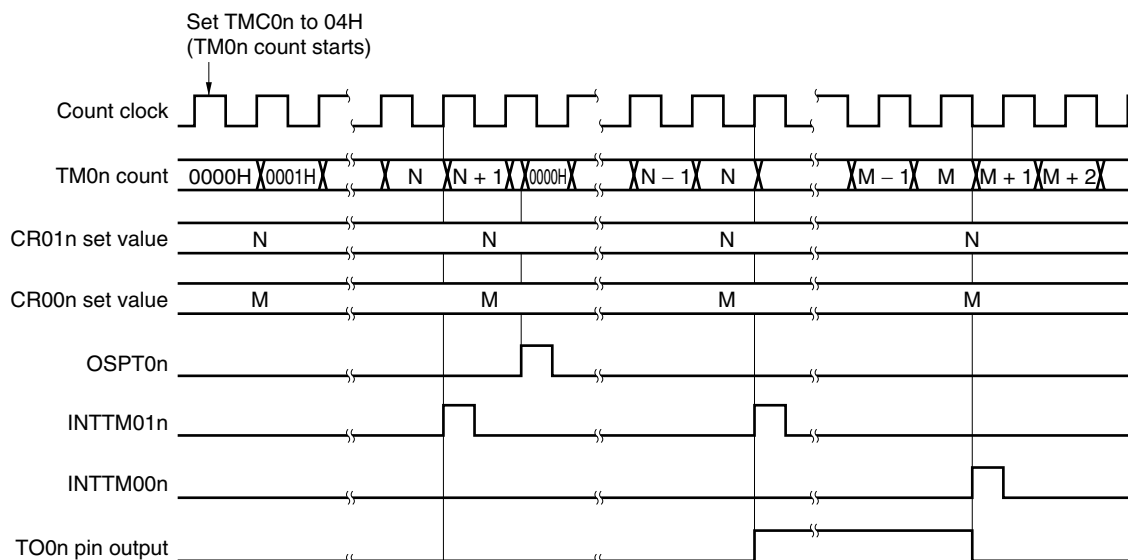 Set TMC0n to 04H
(TM0n count starts)
Count clock
TM0n count 0000H 0001H N N + 1 0000H N − 1 N M − 1 M M + 1 M + 2
CR01n set value N N N N
CR00n set value M M M M
OSPT0n
INTTM01n
INTTM00n
TO0n pin output